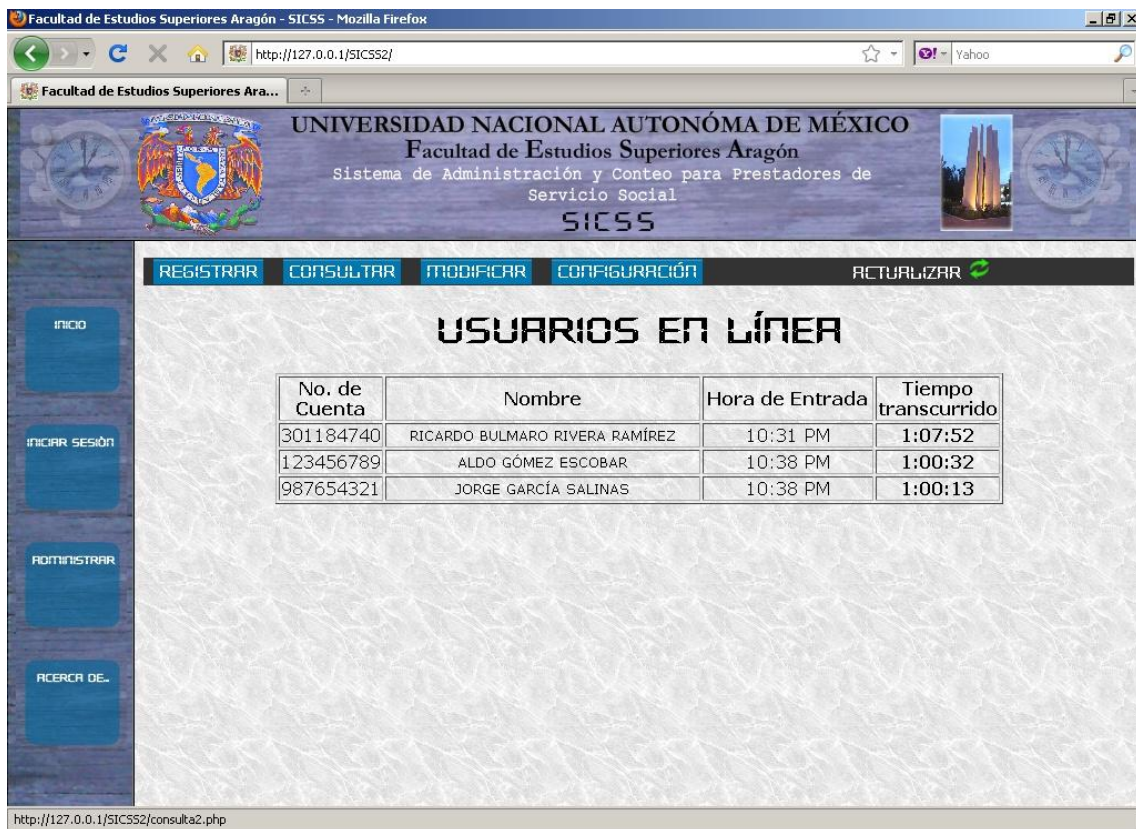 Facultad de Estudios Superiores Aragón - SICSS - Mozilla Firefox
http://127.0.0.1/SICSS2/
Yahoo
Facultad de Estudios Superiores Ara...
UNIVERSIDAD NACIONAL AUTONÓMA DE MÉXICO
Facultad de Estudios Superiores Aragón
Sistema de Administración y Conteo para Prestadores de
Servicio Social
SICSS
REGISTRAR CONSULTAR MODIFICAR CONFIGURACIÓN ACTUALIZAR
INICIO
INICIAR SESIÓN
ADMINISTRAR
ACERCA DE...
USUARIOS EN LÍNEA
No. de Cuenta Nombre Hora de Entrada Tiempo transcurrido
301184740 RICARDO BULMARO RIVERA RAMÍREZ 10:31 PM 1:07:52
123456789 ALDO GÓMEZ ESCOBAR 10:38 PM 1:00:32
987654321 JORGE GARCÍA SALINAS 10:38 PM 1:00:13
http://127.0.0.1/SICSS2/consulta2.php